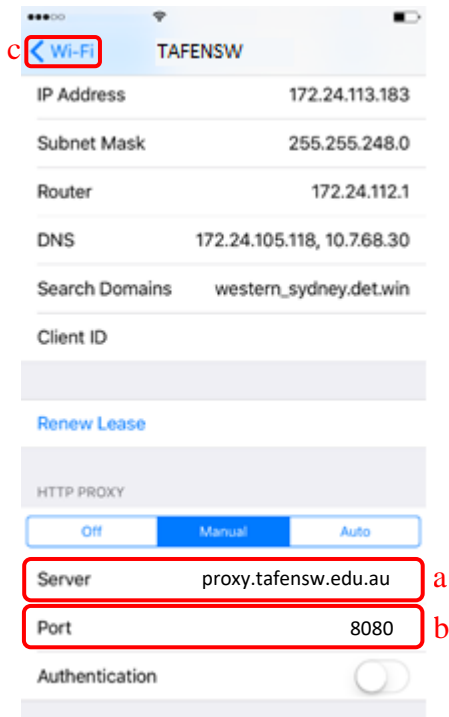 c Wi-Fi TAFENSW
IP Address 172.24.113.183
Subnet Mask 255.255.248.0
Router 172.24.112.1
DNS 172.24.105.118, 10.7.68.30
Search Domains western_sydney.det.win
Client ID
Renew Lease
HTTP PROXY
Off Manual Auto
Server proxy.tafensw.edu.au a
Port 8080 b
Authentication